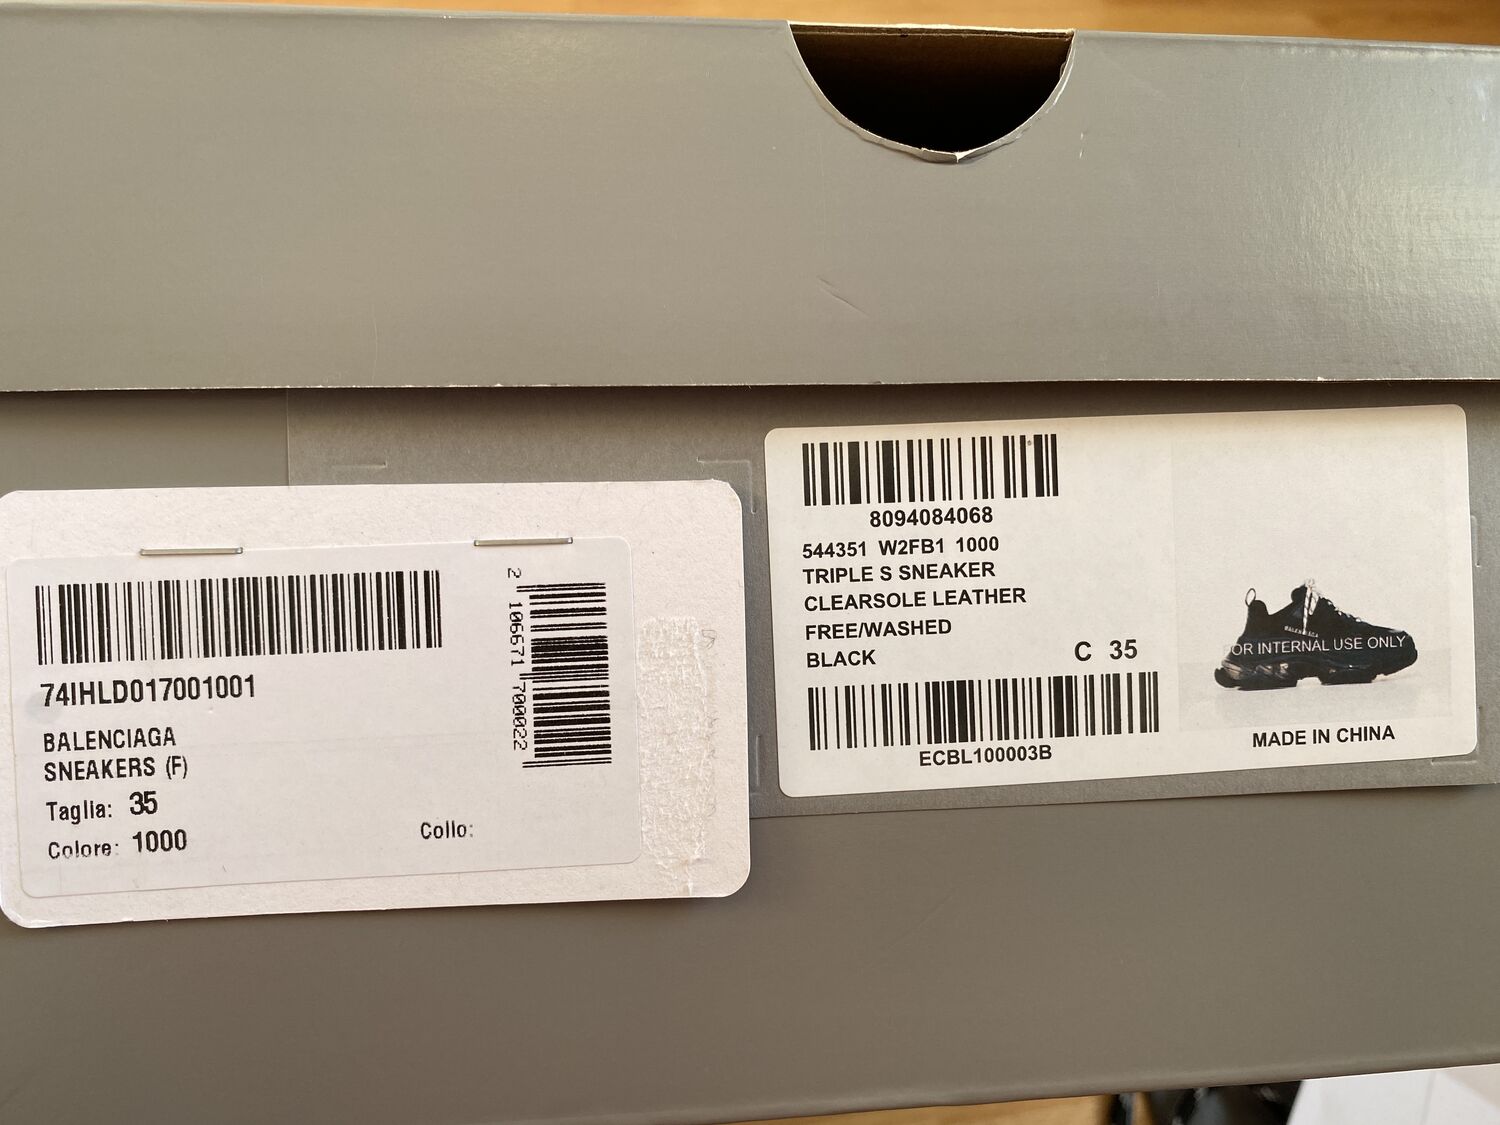 74IHLD017001001
BALENCIAGA
SNEAKERS (F)
Taglia: 35
Colore: 1000
Collo:
2 106671 700022
8094084068
544351 W2FB1 1000
TRIPLE S SNEAKER
CLEARSOLE LEATHER
FREE/WASHED
BLACK
C 35
ECBL100003B
BALENCIAGA
OR INTERNAL USE ONLY
MADE IN CHINA